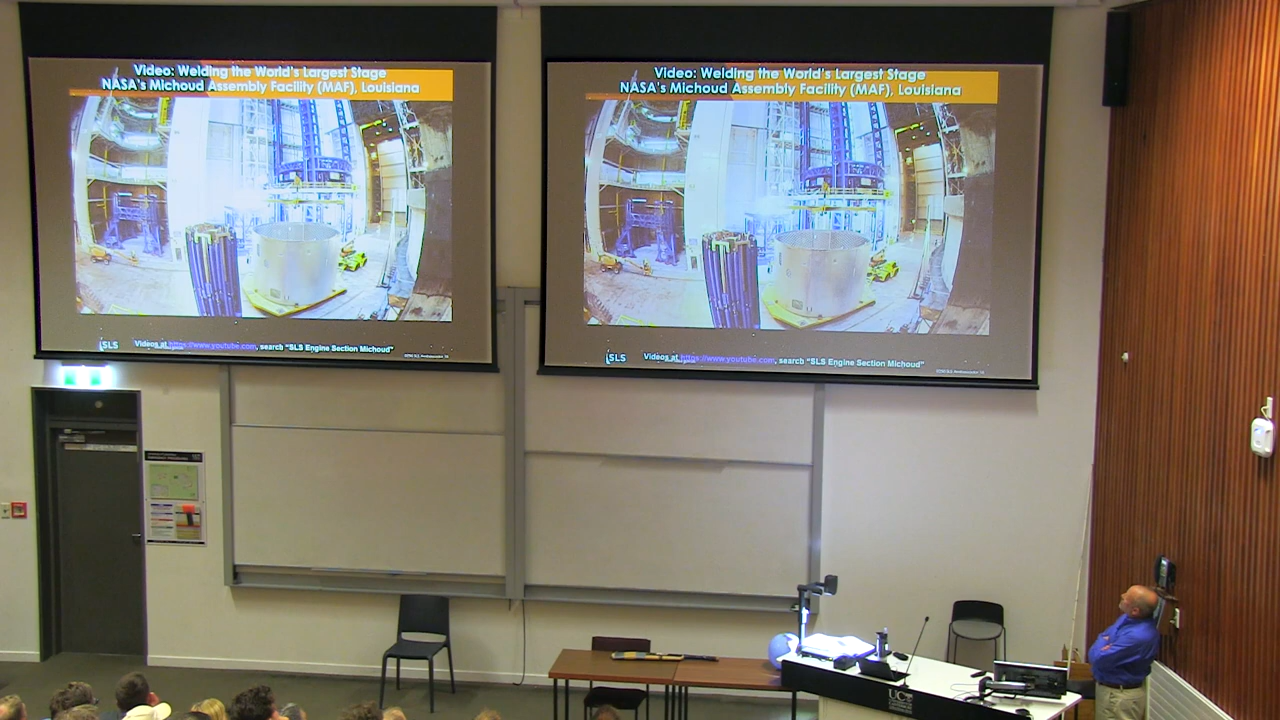 Video: Welding the World's Largest Stage
NASA's Michoud Assembly Facility (MAF), Louisiana
SLS
Videos at https://www.youtube.com, search "SLS Engine Section Michoud"
Video: Welding the World's Largest Stage
NASA's Michoud Assembly Facility (MAF), Louisiana
SLS
Videos at https://www.youtube.com, search "SLS Engine Section Michoud"
UC